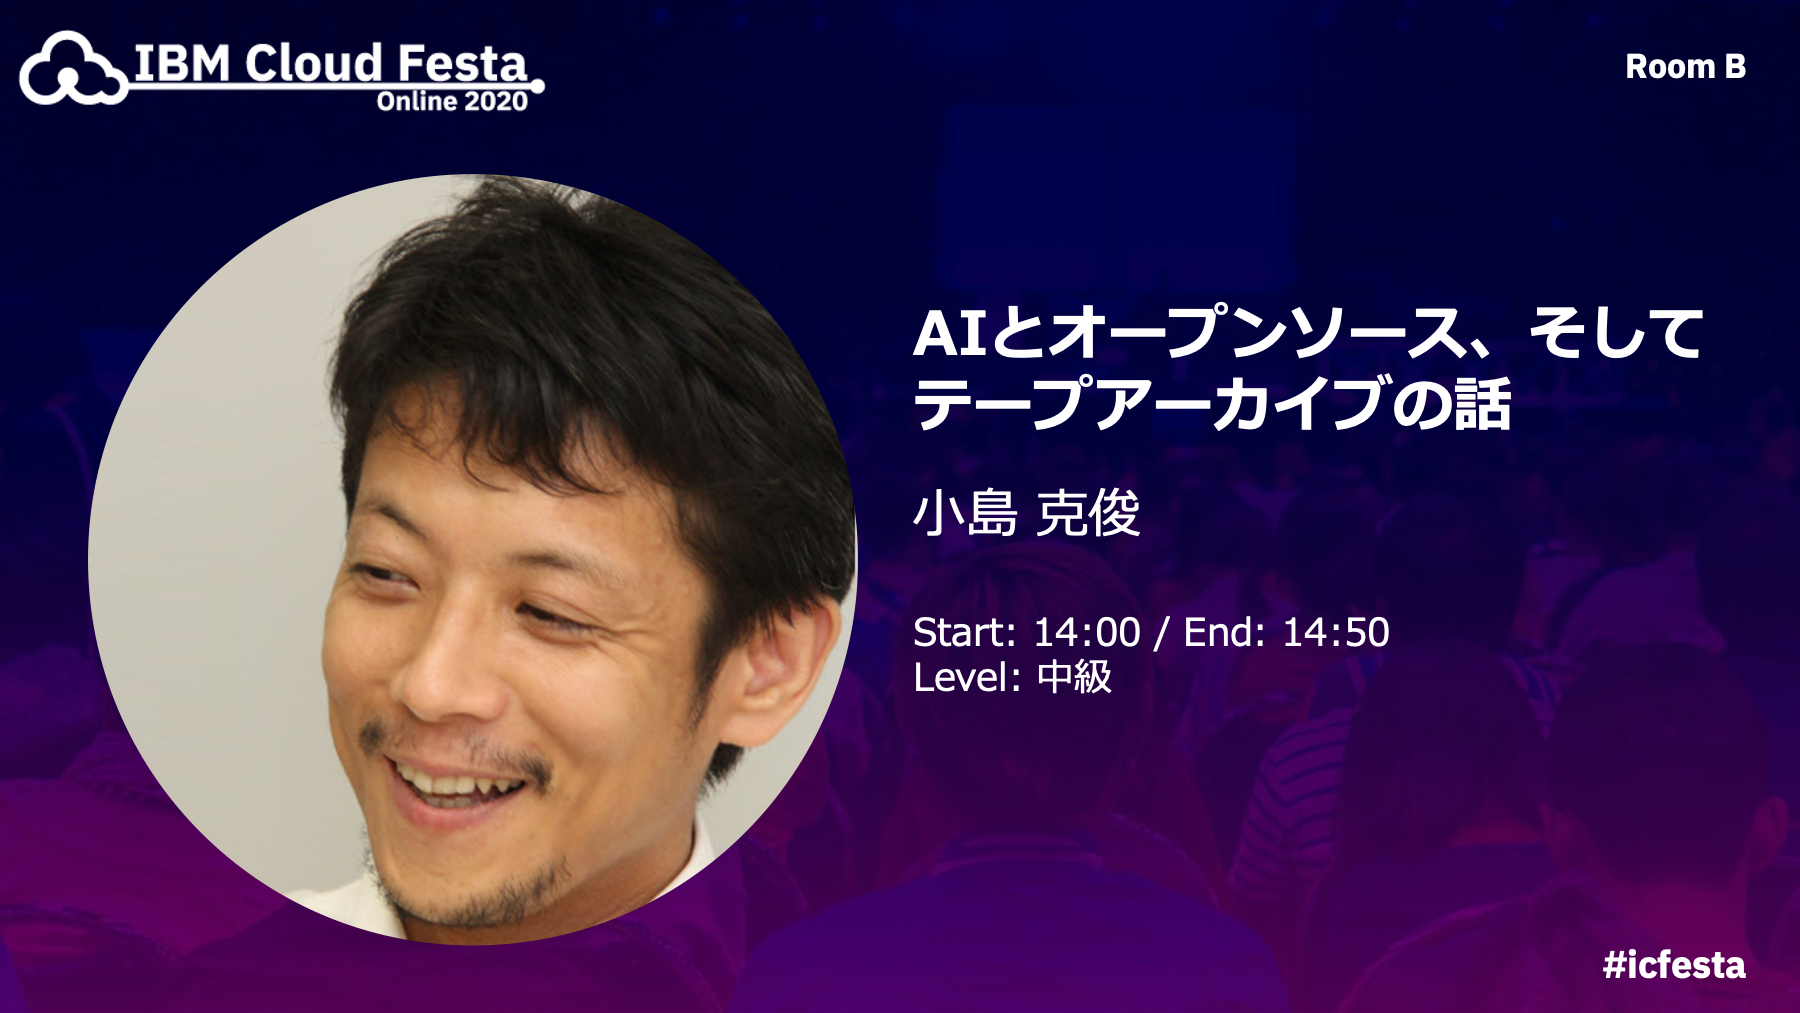 IBM Cloud Festa
Online 2020
Room B
AIとオープンソース、そして
テープアーカイブの話
小島 克俊
Start: 14:00 / End: 14:50
Level: 中級
#icfesta